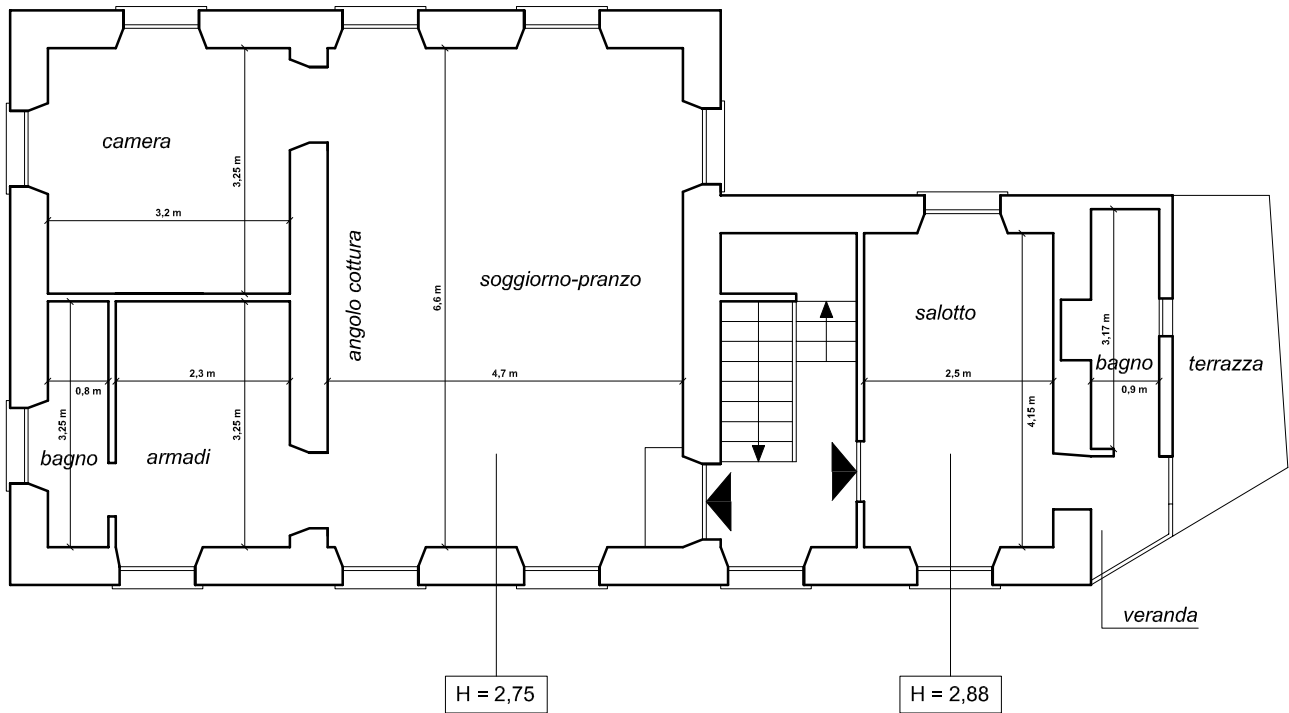 camera
3,25 m
3,2 m
angolo cottura
soggiorno-pranzo
6,6 m
salotto
3,17 m
bagno
terrazza
2,3 m
0,8 m
4,7 m
2,5 m
0,9 m
3,25 m
3,25 m
4,15 m
bagno
armadi
veranda
H = 2,75
H = 2,88